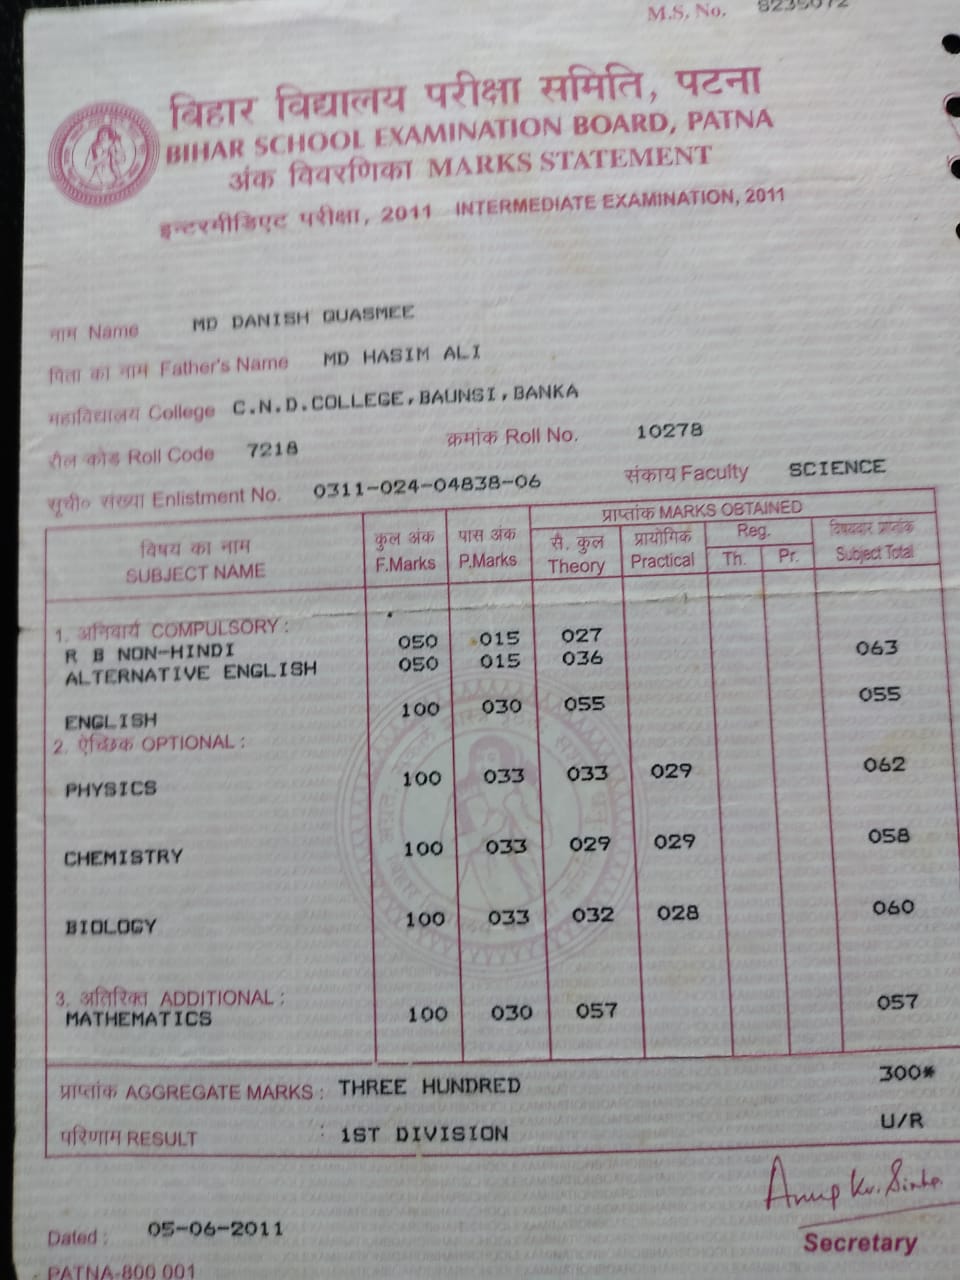 M.S. No. 8235072
बिहार विद्यालय परीक्षा समिति, पटना
BIHAR SCHOOL EXAMINATION BOARD, PATNA
अंक विवरणिका MARKS STATEMENT
इन्टरमीडिएट परीक्षा, 2011 INTERMEDIATE EXAMINATION, 2011
नाम Name MD DANISH QUASMEE
पिता का नाम Father's Name MD HASIM ALI
महाविद्यालय College C.N.D.COLLEGE,BAUNSI,BANKA
रौल कोड Roll Code 7218 क्रमांक Roll No. 10278
सूची० संख्या Enlistment No. 0311-024-04838-06 संकाय Faculty SCIENCE
विषय का नाम कुल अंक पास अंक प्राप्तांक MARKS OBTAINED
SUBJECT NAME F.Marks P.Marks सै. कुल Theory प्रायोगिक Practical Reg. Th. Pr. विषयवार प्राप्तांक Subject Total
1. अनिवार्य COMPULSORY :
R B NON-HINDI 050 015 027
ALTERNATIVE ENGLISH 050 015 036 063
ENGLISH 100 030 055 055
2. ऐच्छिक OPTIONAL :
PHYSICS 100 033 033 029 062
CHEMISTRY 100 033 029 029 058
BIOLOGY 100 033 032 028 060
3. अतिरिक्त ADDITIONAL :
MATHEMATICS 100 030 057 057
प्राप्तांक AGGREGATE MARKS : THREE HUNDRED 300*
परिणाम RESULT : 1ST DIVISION U/R
Anup Kr. Sinha
Dated : 05-06-2011 Secretary
PATNA-800 001